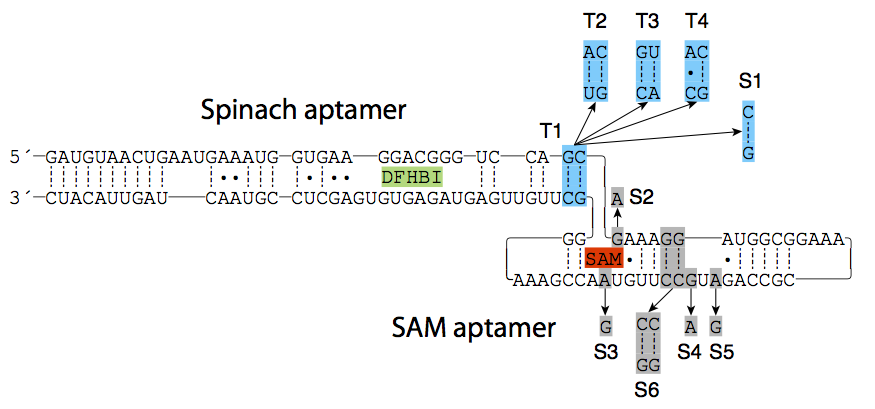 T2 T3 T4
AC GU AC
UG CA CG
S1
C
G
Spinach aptamer
T1
5´ GAUGUAACUGAAUGAAAUG GUGAA GGACGGG UC CA GC
DFHBI
3´ CUACAUUGAU CAAUGC CUCGAGUGUGAGAUGAGUUGUUCG
A S2
GG GAAAGG AUGGCGGAAA
SAM
AAAGCCAAUGUUCCGUAGACCGC
SAM aptamer
G CC A G
S3 S4 S5
GG
S6